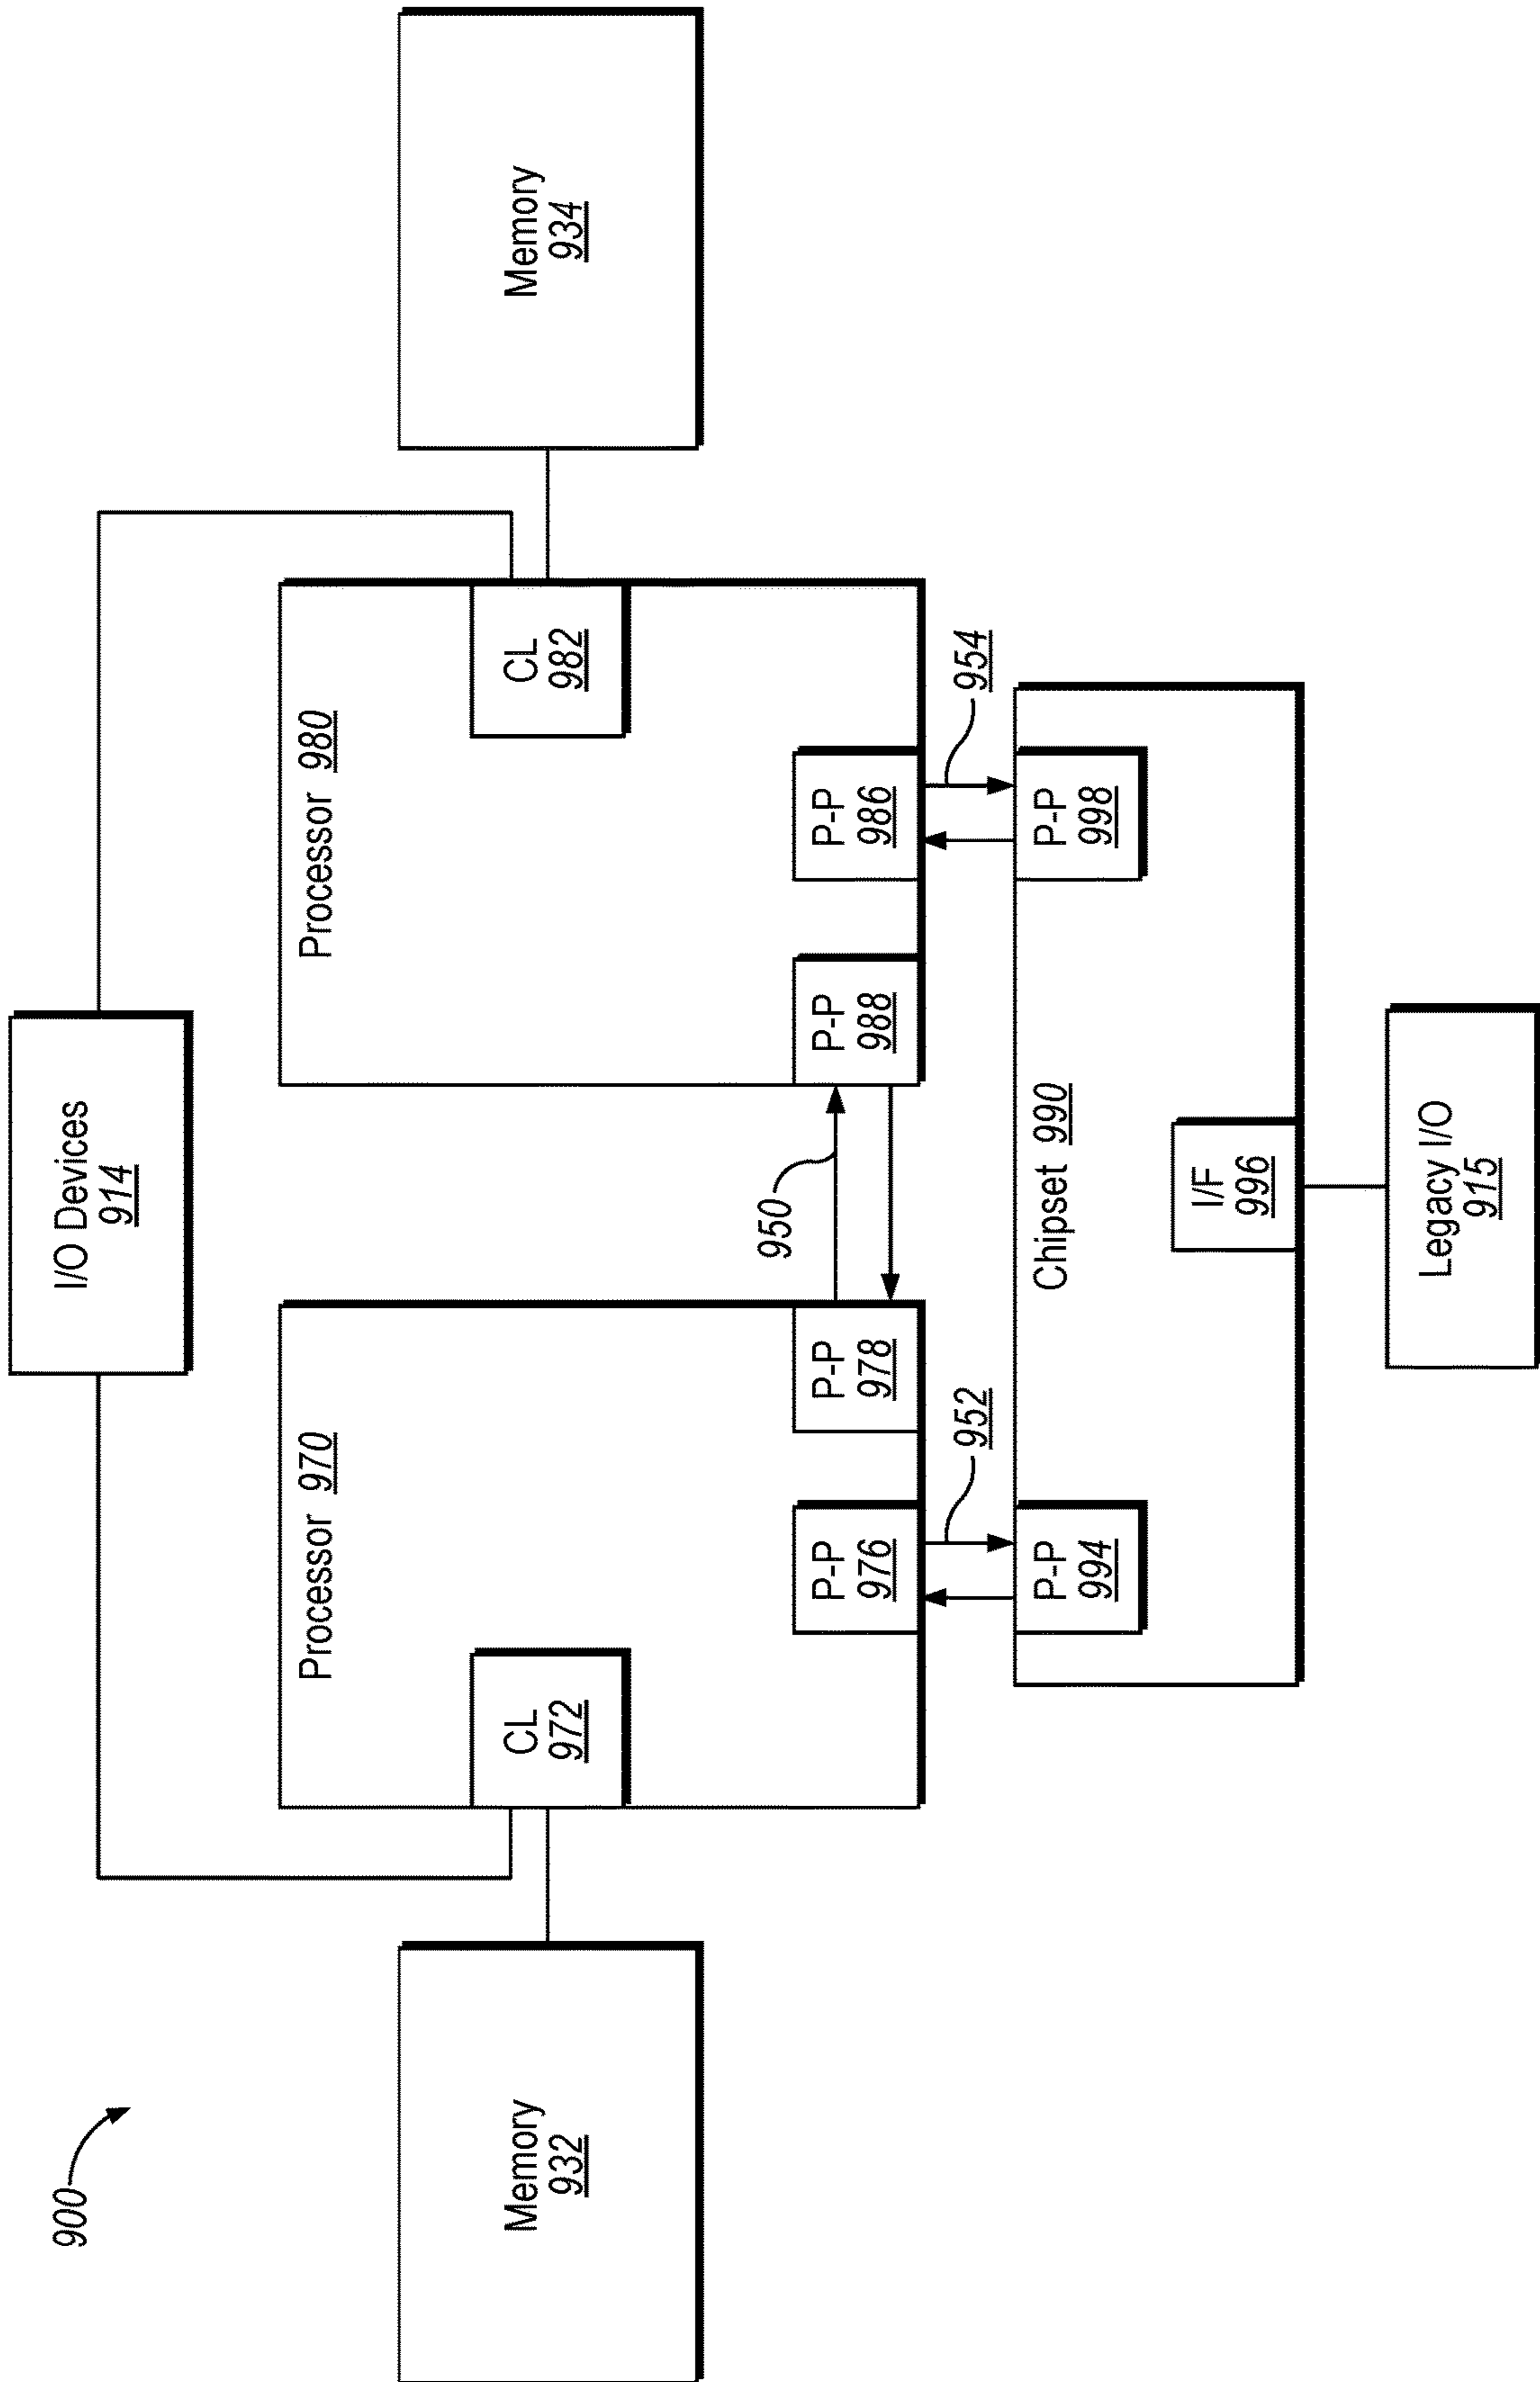 900
I/O Devices
914
Memory
932
Processor 970
CL
972
P-P
976
P-P
978
950
Processor 980
CL
982
P-P
988
P-P
986
Memory
934
952
954
P-P
994
Chipset 990
P-P
998
I/F
996
Legacy I/O
915